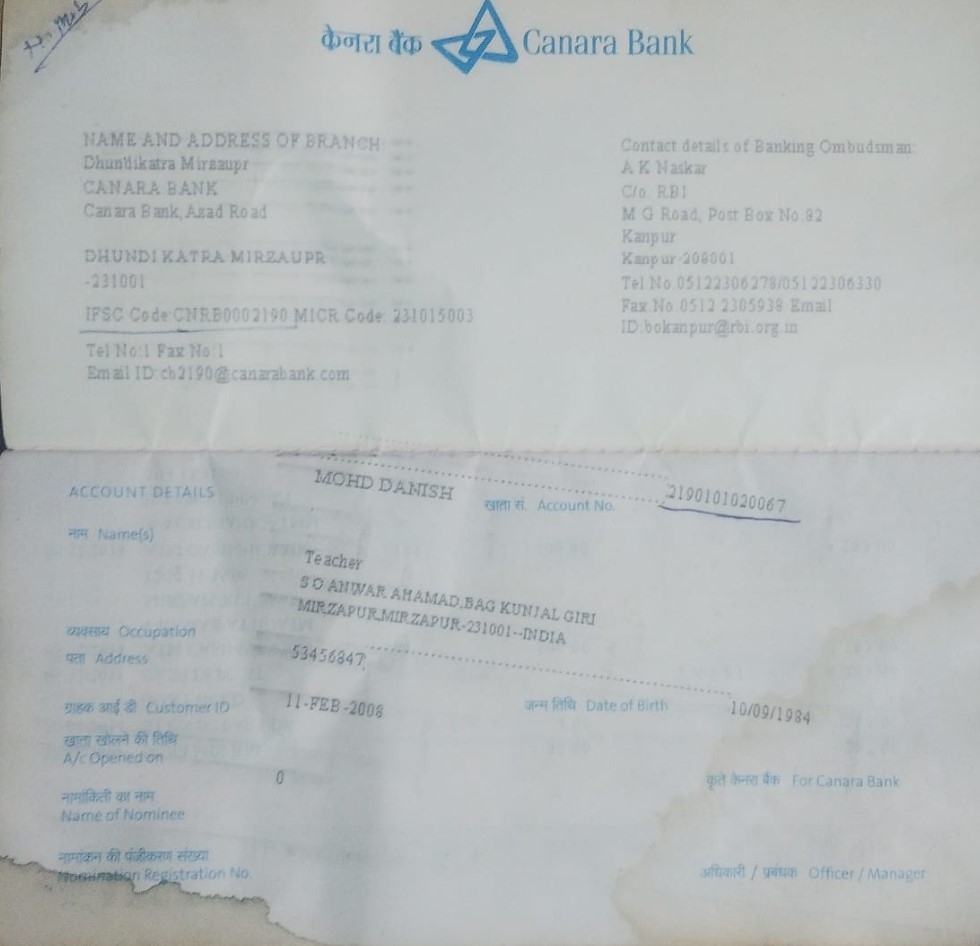 केनरा बैंक Canara Bank
NAME AND ADDRESS OF BRANCH
Dhundikatra Mirzaupr
CANARA BANK
Canara Bank, Azad Road
DHUNDI KATRA MIRZAUPR
-231001
IFSC Code:CNRB0002190 MICR Code: 231015003
Tel No:1 Fax No:1
Email ID:cb2190@canarabank.com
Contact details of Banking Ombudsman:
A K Naskar
C/o. RBI
M G Road, Post Box No.82
Kanpur
Kanpur-208001
Tel No.05122306278/05122306330
Fax No.0512 2305938 Email
ID:bokanpur@rbi.org.in
ACCOUNT DETAILS
MOHD DANISH
खाता सं. Account No.
2190101020067
नाम Name(s)
Teacher
S O ANWAR AHAMAD,BAG KUNJAL GIRI
MIRZAPUR,MIRZAPUR-231001--INDIA
व्यवसाय Occupation
पता Address
53456847
ग्राहक आई डी Customer ID
11-FEB-2008
जन्म तिथि Date of Birth
10/09/1984
खाता खोलने की तिथि
A/c Opened on
0
कृते केनरा बैंक For Canara Bank
नामांकिती का नाम
Name of Nominee
नामांकन की पंजीकरण संख्या
Nomination Registration No.
अधिकारी / प्रबंधक Officer / Manager